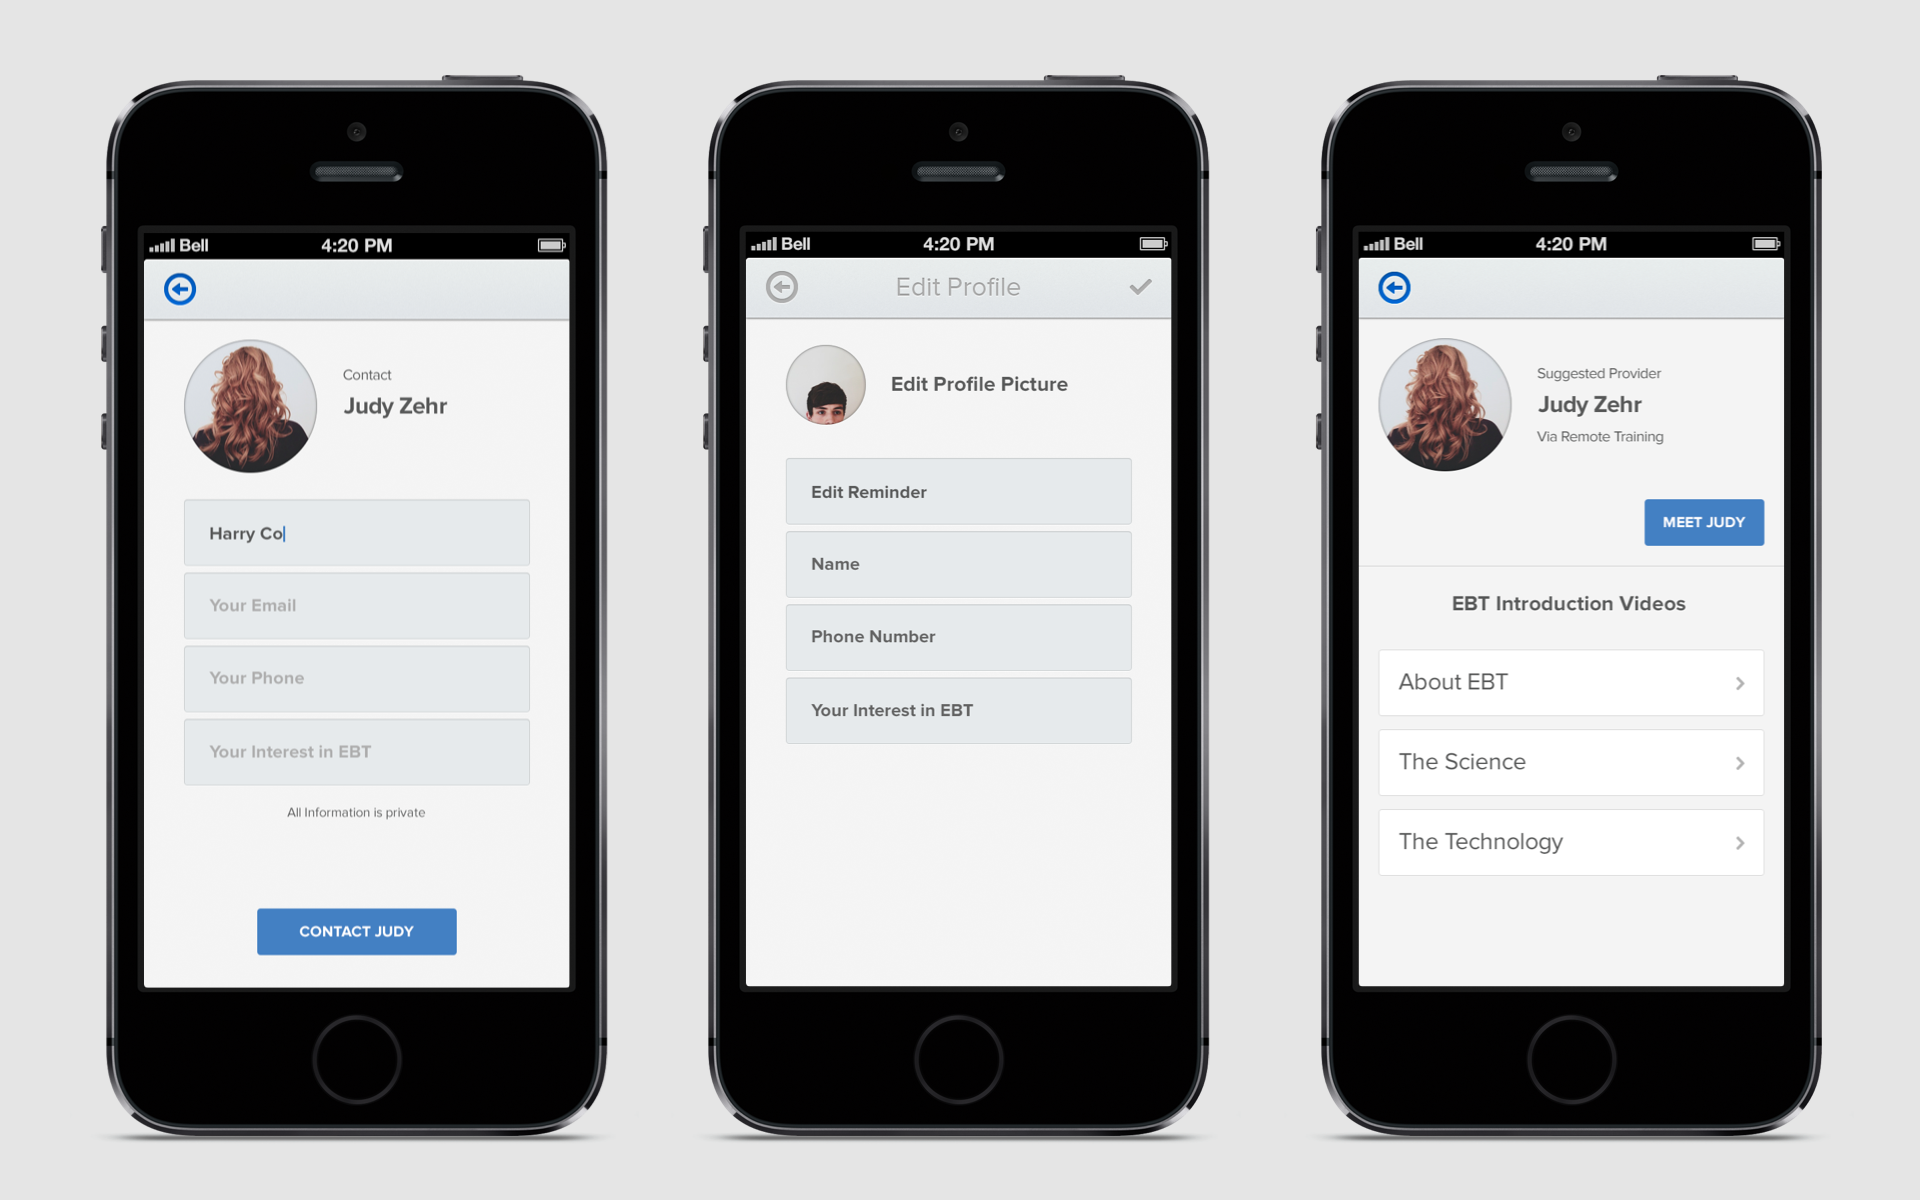 Bell 4:20 PM
Contact
Judy Zehr
Harry Co
Your Email
Your Phone
Your Interest in EBT
All Information is private
CONTACT JUDY
Bell 4:20 PM
Edit Profile
Edit Profile Picture
Edit Reminder
Name
Phone Number
Your Interest in EBT
Bell 4:20 PM
Suggested Provider
Judy Zehr
Via Remote Training
MEET JUDY
EBT Introduction Videos
About EBT
The Science
The Technology